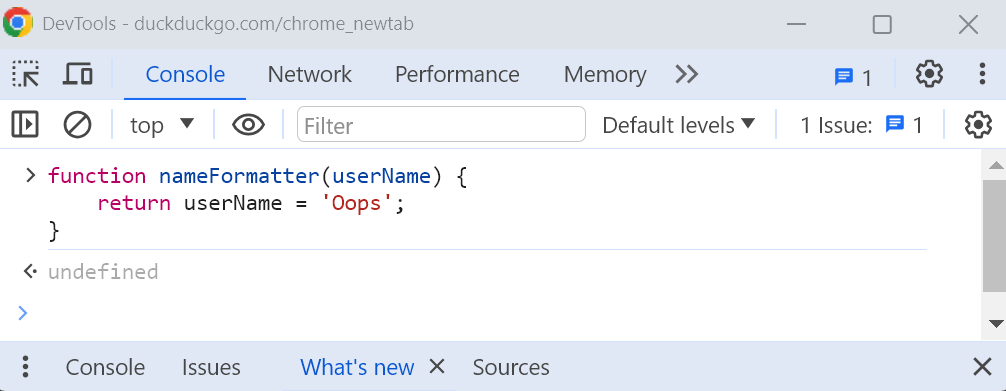 DevTools - duckduckgo.com/chrome_newtab
Console Network Performance Memory 1
top Filter Default levels 1 Issue: 1
function nameFormatter(userName) {
    return userName = 'Oops';
}
undefined
Console Issues What's new Sources